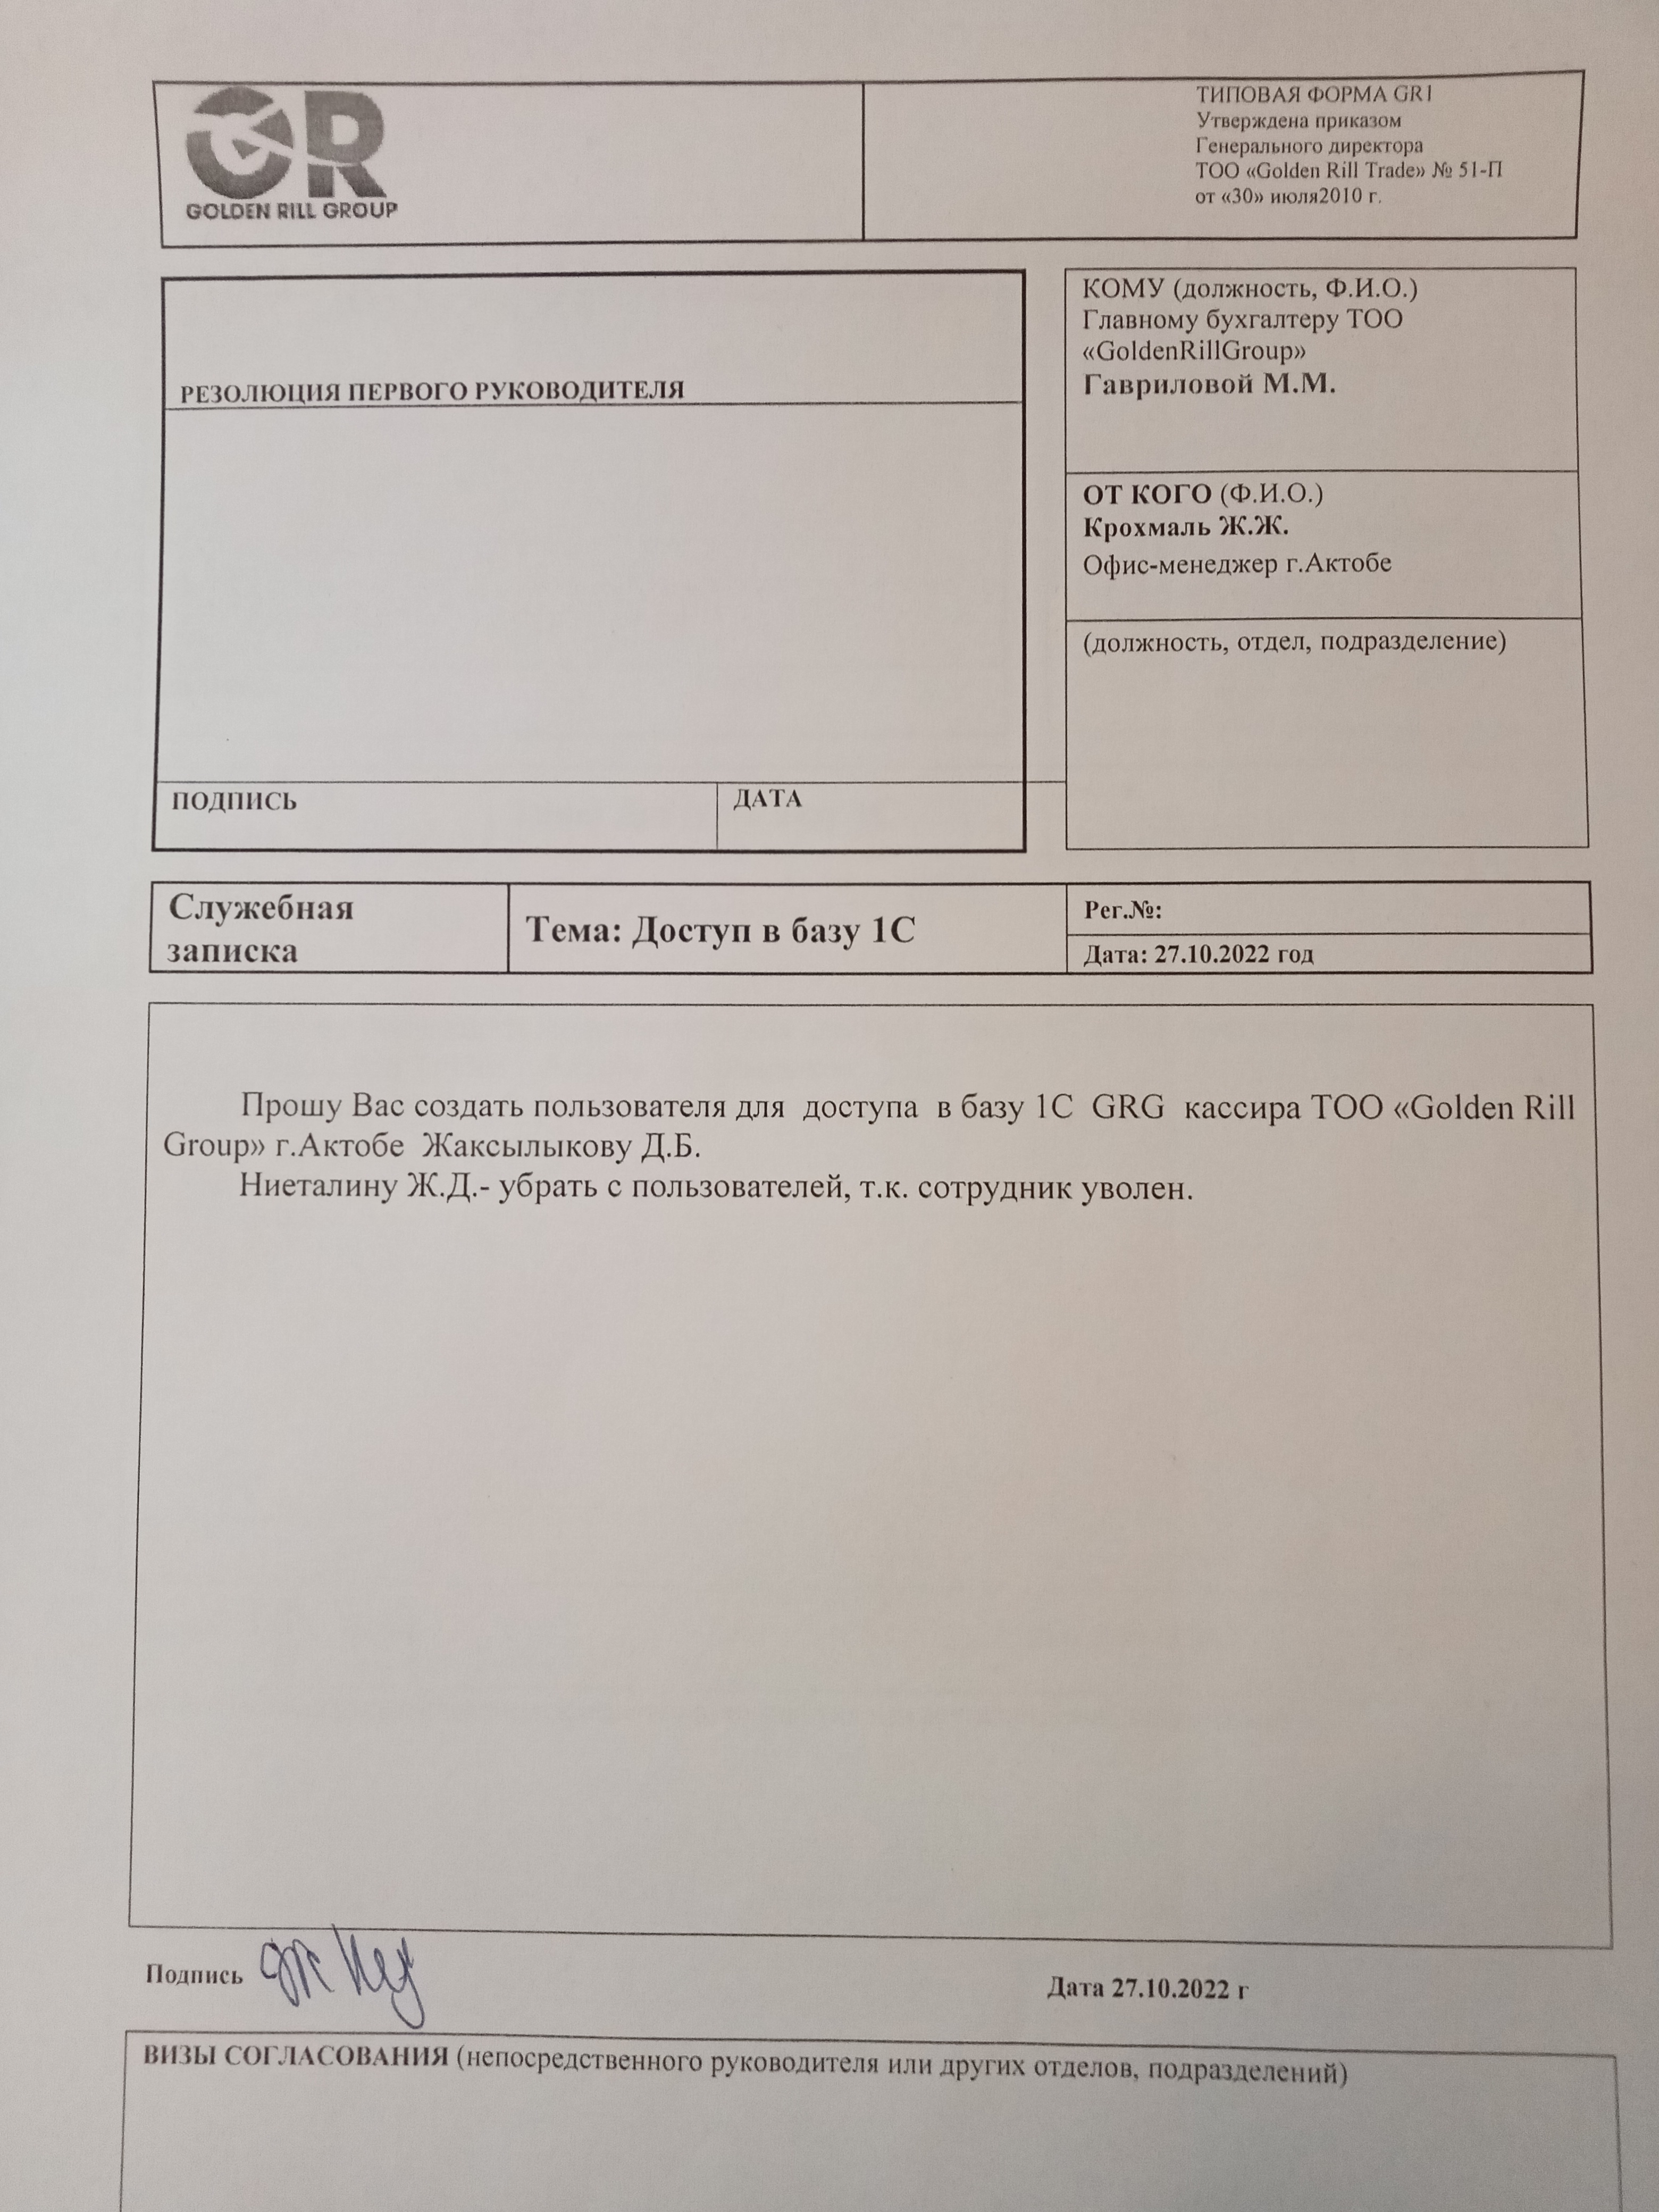 GR
GOLDEN RILL GROUP
ТИПОВАЯ ФОРМА GR1
Утверждена приказом
Генерального директора
ТОО «Golden Rill Trade» № 51-П
от «30» июля2010 г.
РЕЗОЛЮЦИЯ ПЕРВОГО РУКОВОДИТЕЛЯ
ПОДПИСЬ
ДАТА
КОМУ (должность, Ф.И.О.)
Главному бухгалтеру ТОО
«GoldenRillGroup»
Гавриловой М.М.
ОТ КОГО (Ф.И.О.)
Крохмаль Ж.Ж.
Офис-менеджер г.Актобе
(должность, отдел, подразделение)
Служебная
записка
Тема: Доступ в базу 1С
Рег.№:
Дата: 27.10.2022 год
Прошу Вас создать пользователя для доступа в базу 1С GRG кассира ТОО «Golden Rill
Group» г.Актобе Жаксылыкову Д.Б.
Ниеталину Ж.Д.- убрать с пользователей, т.к. сотрудник уволен.
Подпись
Дата 27.10.2022 г
ВИЗЫ СОГЛАСОВАНИЯ (непосредственного руководителя или других отделов, подразделений)